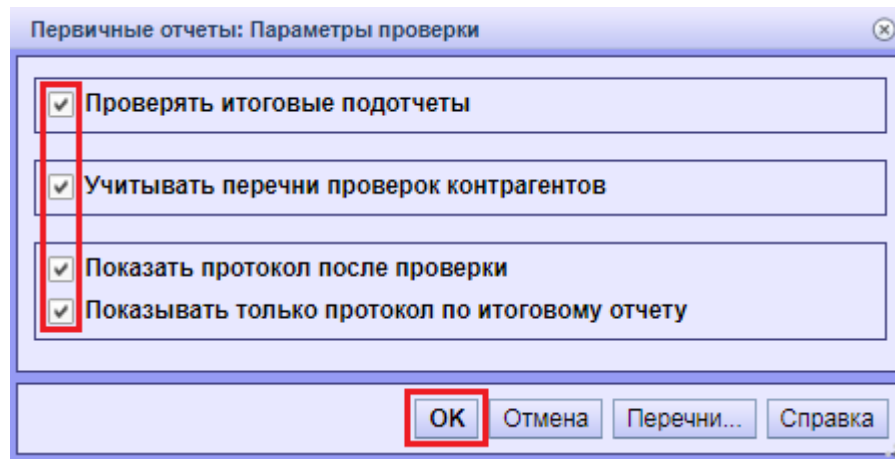 Первичные отчеты: Параметры проверки
Проверять итоговые подотчеты
Учитывать перечни проверок контрагентов
Показать протокол после проверки
Показывать только протокол по итоговому отчету
OK Отмена Перечни... Справка